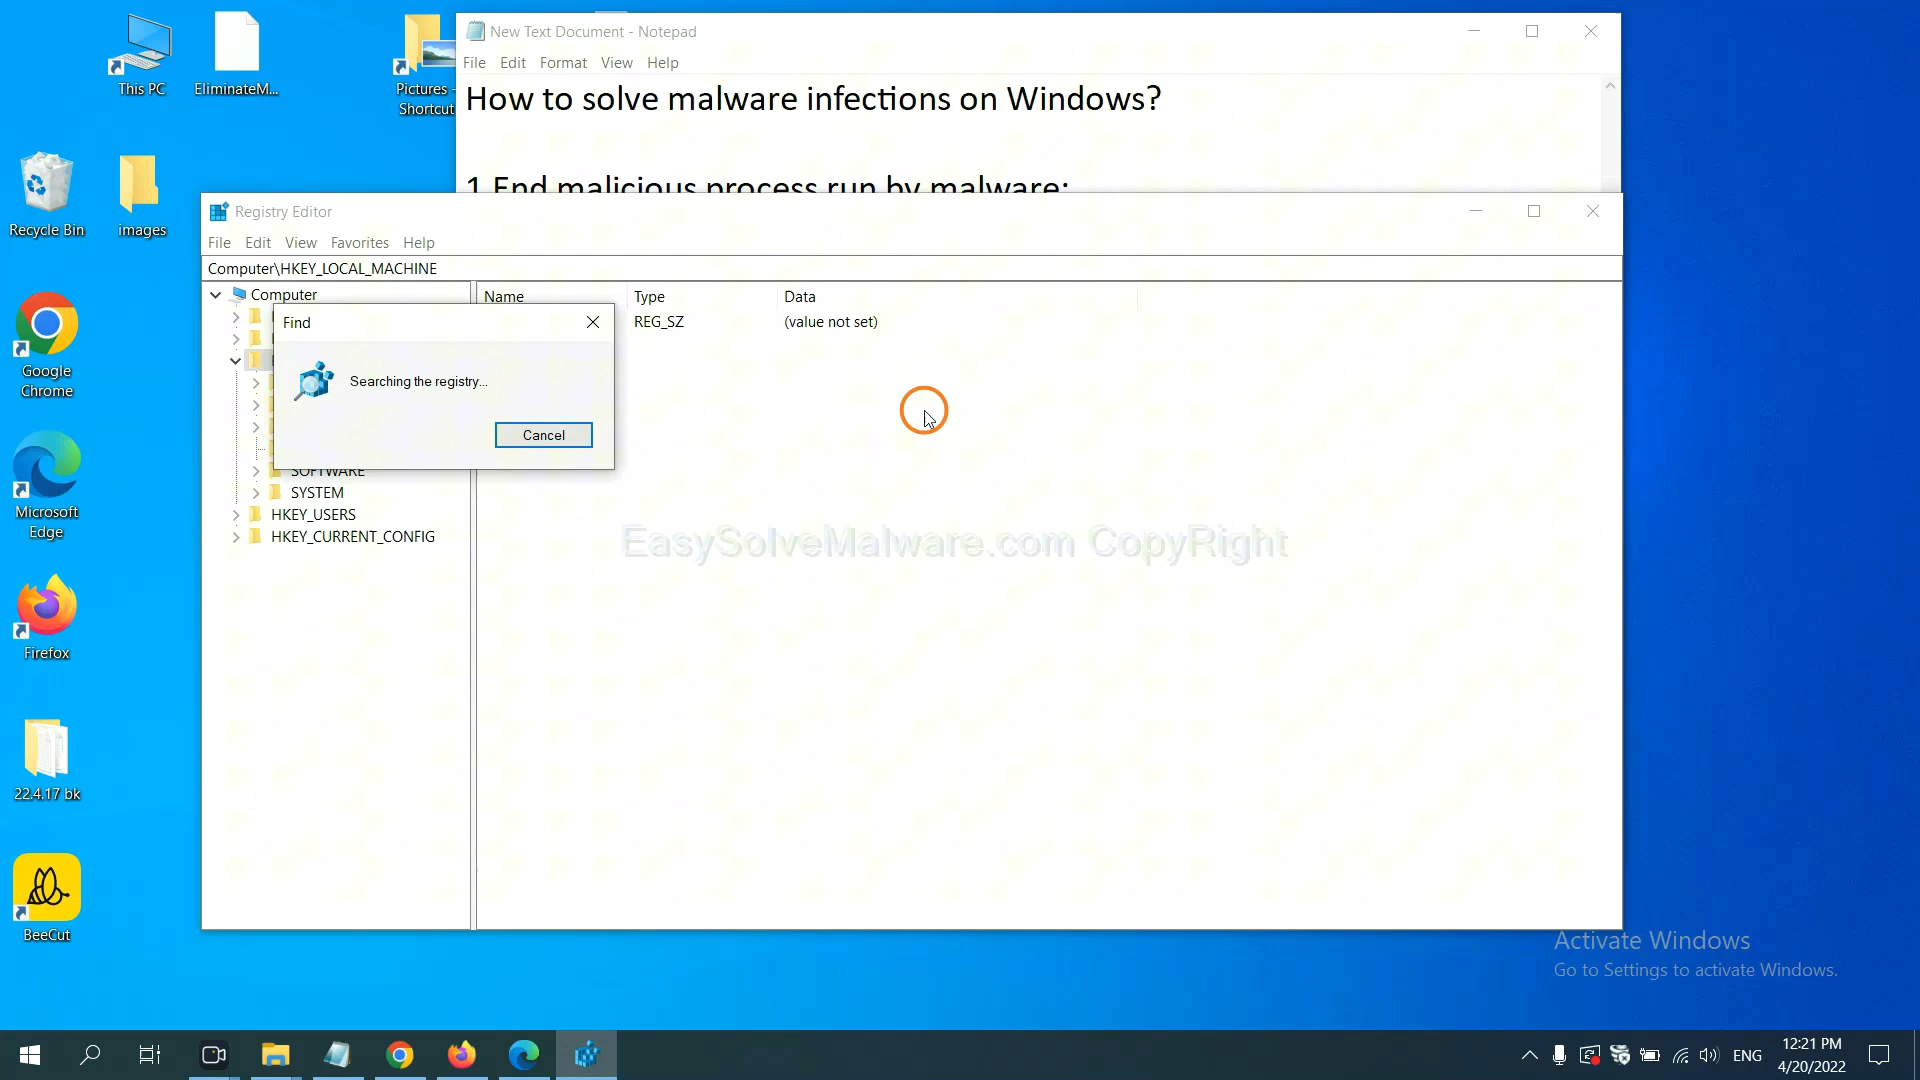 New Text Document - Notepad
File Edit Format View Help
How to solve malware infections on Windows?
1 End malicious process run by malware:
This PC
EliminateM...
Pictures -
Shortcut
Recycle Bin
images
Google
Chrome
Microsoft
Edge
Firefox
22.4.17 bk
BeeCut
Registry Editor
File Edit View Favorites Help
Computer\HKEY_LOCAL_MACHINE
Computer
Name Type Data
REG_SZ (value not set)
Find
Searching the registry...
Cancel
SOFTWARE
SYSTEM
HKEY_USERS
HKEY_CURRENT_CONFIG
EasySolveMalware.com CopyRight
Activate Windows
Go to Settings to activate Windows.
ENG
12:21 PM
4/20/2022